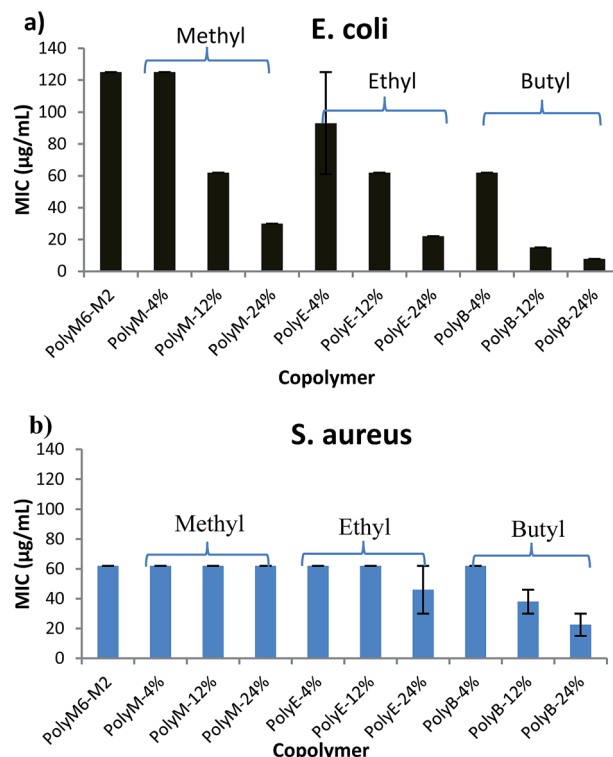 a)
E. coli
Methyl
Ethyl
Butyl
MIC (µg/mL)
140
120
100
80
60
40
20
0
PolyM6-M2
PolyM-4%
PolyM-12%
PolyM-24%
PolyE-4%
PolyE-12%
PolyE-24%
PolyB-4%
PolyB-12%
PolyB-24%
Copolymer
b)
S. aureus
Methyl
Ethyl
Butyl
MIC (µg/mL)
140
120
100
80
60
40
20
0
PolyM6-M2
PolyM-4%
PolyM-12%
PolyM-24%
PolyE-4%
PolyE-12%
PolyE-24%
PolyB-4%
PolyB-12%
PolyB-24%
Copolymer